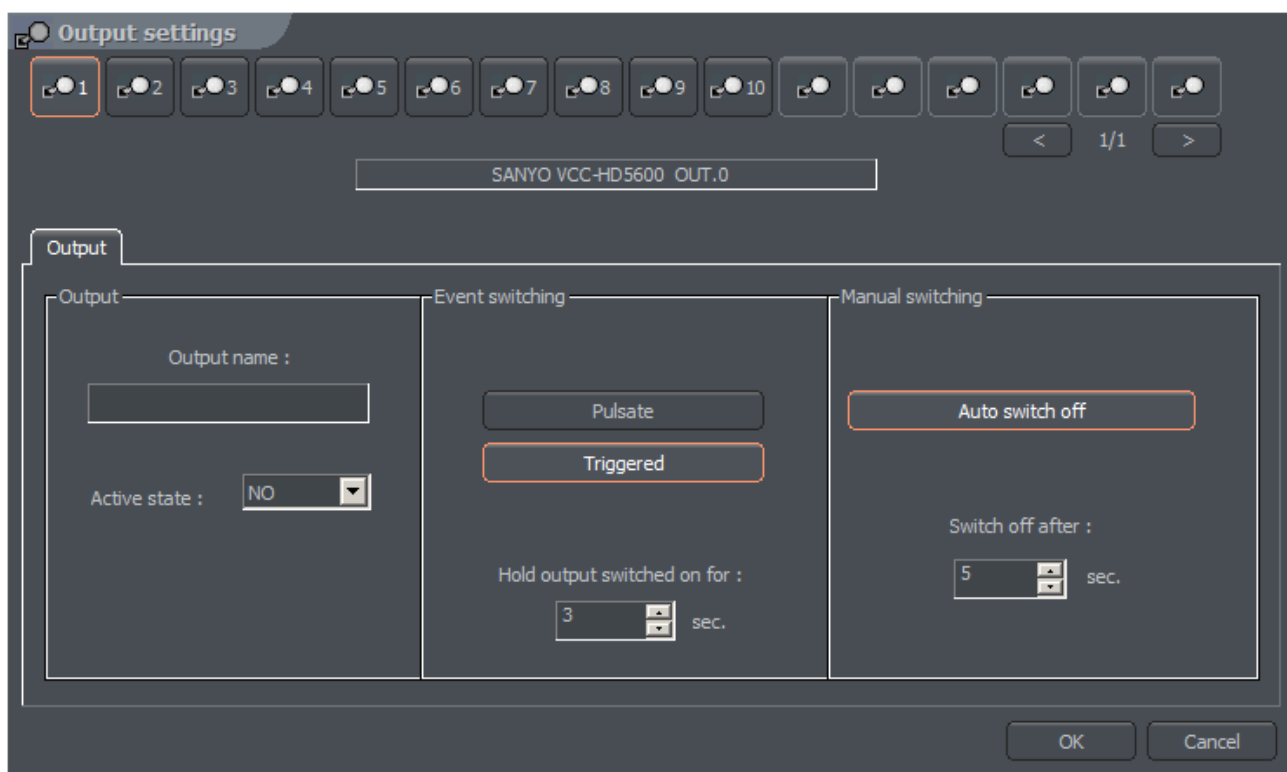 Output settings
1 2 3 4 5 6 7 8 9 10
< 1/1 >
SANYO VCC-HD5600 OUT.0
Output
Output
Output name :
Active state : NO
Event switching
Pulsate
Triggered
Hold output switched on for :
3 sec.
Manual switching
Auto switch off
Switch off after :
5 sec.
OK Cancel